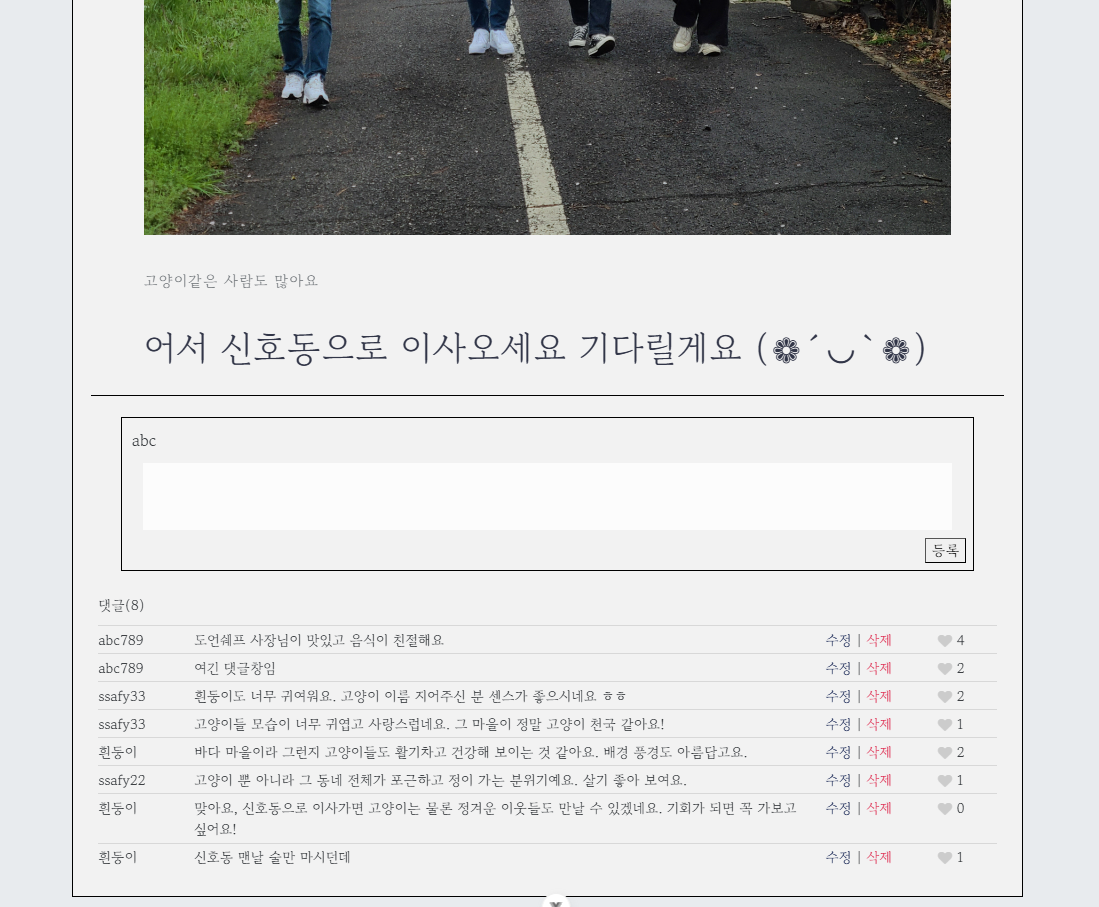 고양이같은 사람도 많아요
어서 신호동으로 이사오세요 기다릴게요 (❁´◡`❁)
abc
등록
댓글(8)
abc789 도언쉐프 사장님이 맛있고 음식이 친절해요 수정 | 삭제 4
abc789 여긴 댓글창임 수정 | 삭제 2
ssafy33 흰둥이도 너무 귀여워요. 고양이 이름 지어주신 분 센스가 좋으시네요 ㅎㅎ 수정 | 삭제 2
ssafy33 고양이들 모습이 너무 귀엽고 사랑스럽네요. 그 마을이 정말 고양이 천국 같아요! 수정 | 삭제 1
흰둥이 바다 마을이라 그런지 고양이들도 활기차고 건강해 보이는 것 같아요. 배경 풍경도 아름답고요. 수정 | 삭제 2
ssafy22 고양이 뿐 아니라 그 동네 전체가 포근하고 정이 가는 분위기예요. 살기 좋아 보여요. 수정 | 삭제 1
흰둥이 맞아요, 신호동으로 이사가면 고양이는 물론 정겨운 이웃들도 만날 수 있겠네요. 기회가 되면 꼭 가보고 수정 | 삭제 0
싶어요!
흰둥이 신호동 맨날 술만 마시던데 수정 | 삭제 1